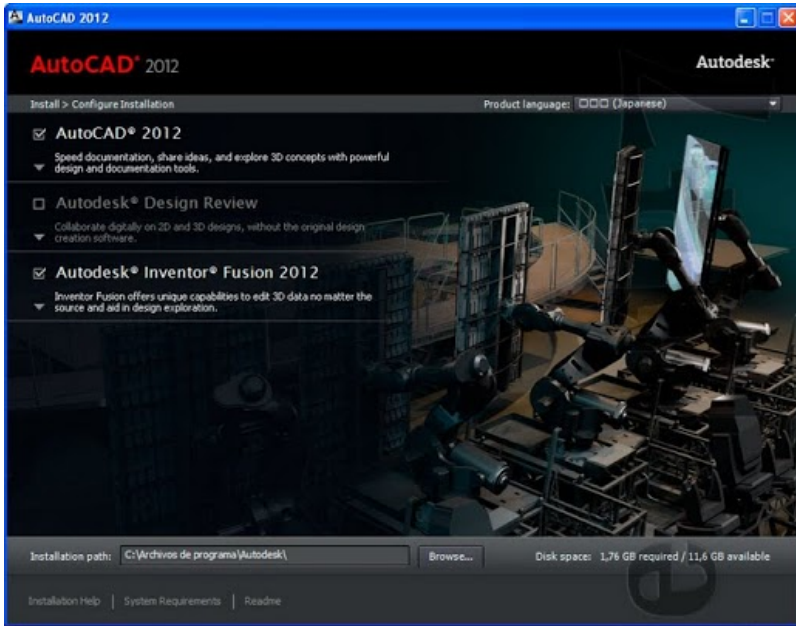 AutoCAD 2012
AutoCAD® 2012
Autodesk™
Install > Configure Installation
Product language: □□□ (Japanese)
AutoCAD® 2012
Speed documentation, share ideas, and explore 3D concepts with powerful
design and documentation tools.
Autodesk® Design Review
Collaborate digitally on 2D and 3D designs, without the original design
creation software.
Autodesk® Inventor® Fusion 2012
Inventor Fusion offers unique capabilities to edit 3D data no matter the
source and aid in design exploration.
Installation path: C:\Archivos de programa\Autodesk\ Browse... Disk space: 1,76 GB required / 11,6 GB available
Installation Help | System Requirements | Readme